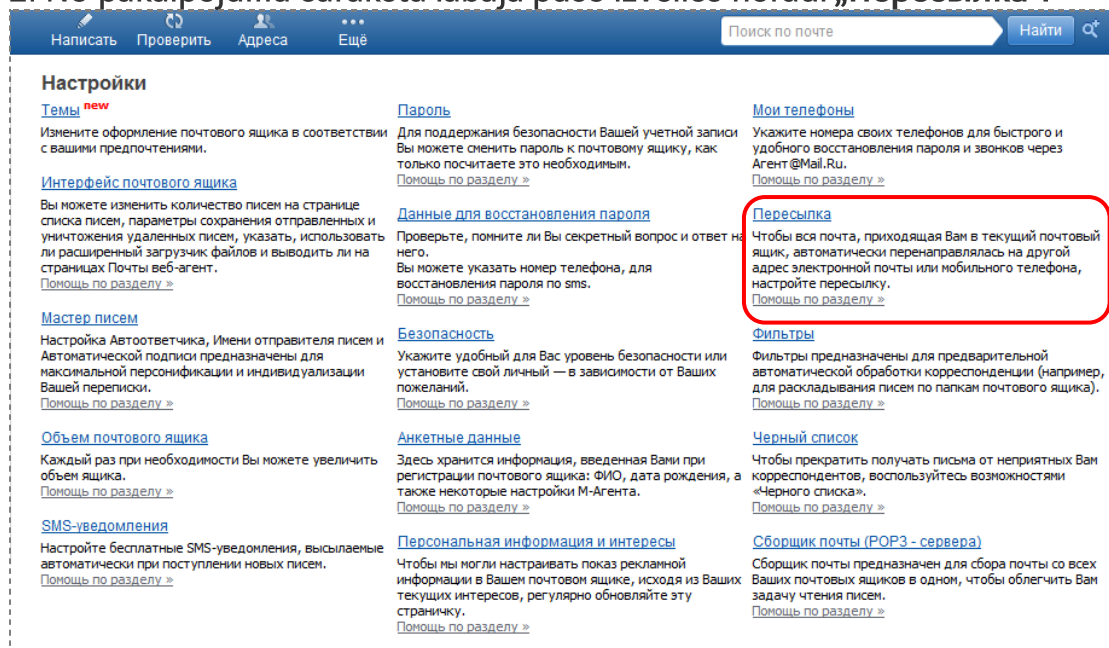 Написать Проверить Адреса Ещё
Поиск по почте Найти
Настройки
Темы new
Измените оформление почтового ящика в соответствии
с вашими предпочтениями.
Интерфейс почтового ящика
Вы можете изменить количество писем на странице
списка писем, параметры сохранения отправленных и
уничтожения удаленных писем, указать, использовать
ли расширенный загрузчик файлов и выводить ли на
страницах Почты веб-агент.
Помощь по разделу »
Мастер писем
Настройка Автоответчика, Имени отправителя писем и
Автоматической подписи предназначены для
максимальной персонификации и индивидуализации
Вашей переписки.
Помощь по разделу »
Объем почтового ящика
Каждый раз при необходимости Вы можете увеличить
объем ящика.
Помощь по разделу »
SMS-уведомления
Настройте бесплатные SMS-уведомления, высылаемые
автоматически при поступлении новых писем.
Помощь по разделу »
Пароль
Для поддержания безопасности Вашей учетной записи
Вы можете сменить пароль к почтовому ящику, как
только посчитаете это необходимым.
Помощь по разделу »
Данные для восстановления пароля
Проверьте, помните ли Вы секретный вопрос и ответ на
него.
Вы можете указать номер телефона, для
восстановления пароля по sms.
Помощь по разделу »
Безопасность
Укажите удобный для Вас уровень безопасности или
установите свой личный — в зависимости от Ваших
пожеланий.
Помощь по разделу »
Анкетные данные
Здесь хранится информация, введенная Вами при
регистрации почтового ящика: ФИО, дата рождения, а
также некоторые настройки М-Агента.
Помощь по разделу »
Персональная информация и интересы
Чтобы мы могли настраивать показ рекламной
информации в Вашем почтовом ящике, исходя из Ваших
текущих интересов, регулярно обновляйте эту
страничку.
Помощь по разделу »
Мои телефоны
Укажите номера своих телефонов для быстрого и
удобного восстановления пароля и звонков через
Агент@Mail.Ru.
Помощь по разделу »
Пересылка
Чтобы вся почта, приходящая Вам в текущий почтовый
ящик, автоматически перенаправлялась на другой
адрес электронной почты или мобильного телефона,
настройте пересылку.
Помощь по разделу »
Фильтры
Фильтры предназначены для предварительной
автоматической обработки корреспонденции (например,
для раскладывания писем по папкам почтового ящика).
Помощь по разделу »
Черный список
Чтобы прекратить получать письма от неприятных Вам
корреспондентов, воспользуйтесь возможностями
«Черного списка».
Помощь по разделу »
Сборщик почты (POP3 - сервера)
Сборщик почты предназначен для сбора почты со всех
Ваших почтовых ящиков в одном, чтобы облегчить Вам
задачу чтения писем.
Помощь по разделу »